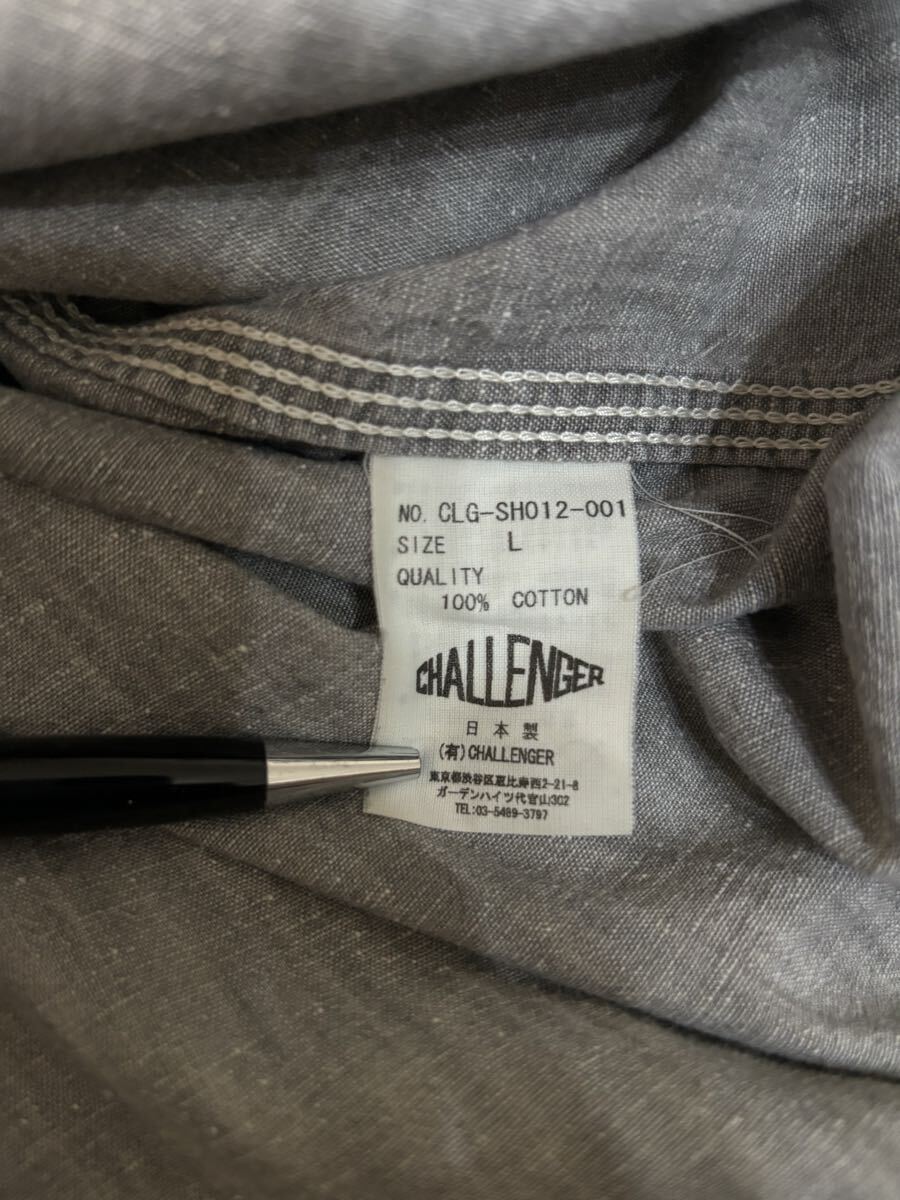 NO. CLG-SH012-001
SIZE L
QUALITY
100% COTTON
CHALLENGER
日本製
(有)CHALLENGER
東京都渋谷区恵比寿西2-21-8
ガーデンハイツ代官山302
TEL:03-5489-3797